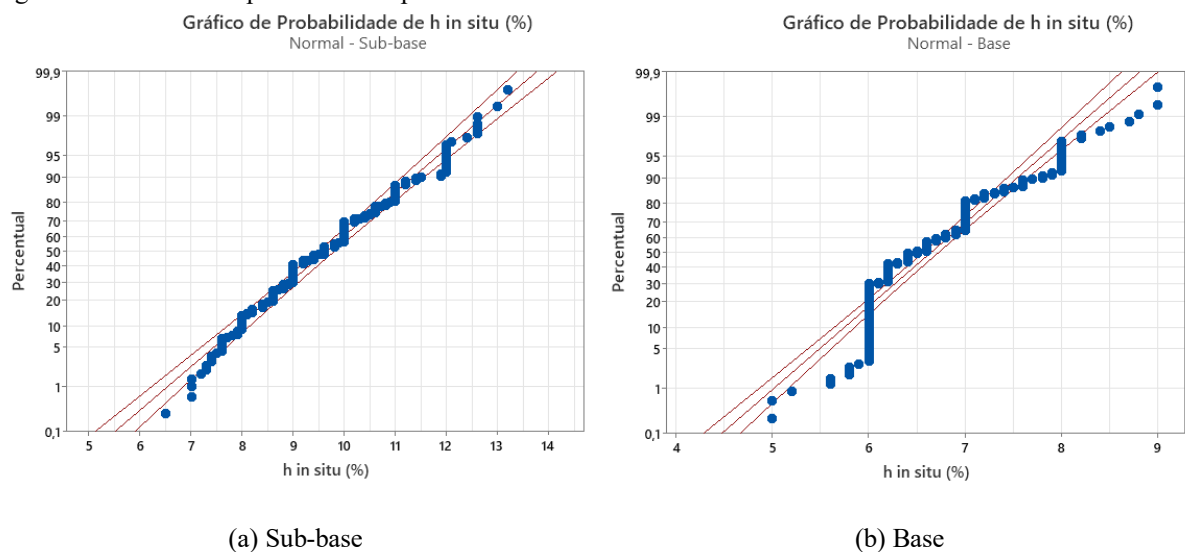 Gráfico de Probabilidade de h in situ (%)
Normal - Sub-base
99,9
99
95
90
80
70
60
50
40
30
20
10
5
1
0,1
Percentual
5 6 7 8 9 10 11 12 13 14
h in situ (%)
(a) Sub-base
Gráfico de Probabilidade de h in situ (%)
Normal - Base
99,9
99
95
90
80
70
60
50
40
30
20
10
5
1
0,1
Percentual
4 5 6 7 8 9
h in situ (%)
(b) Base